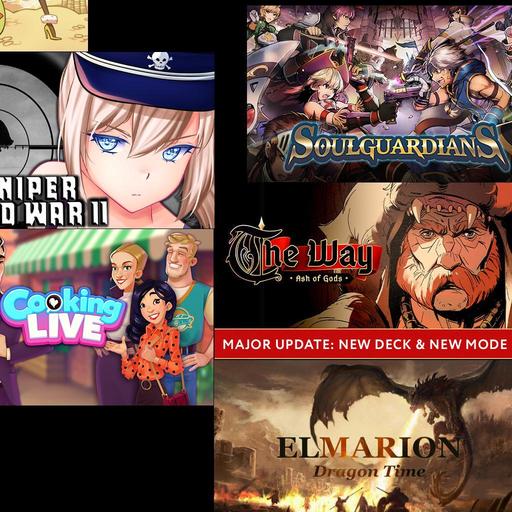 SOULGUARDIANS
NIPER
D WAR II
The Way
• Ash of Gods •
Cooking
LIVE
MAJOR UPDATE: NEW DECK & NEW MODE
ELMARION
Dragon Time